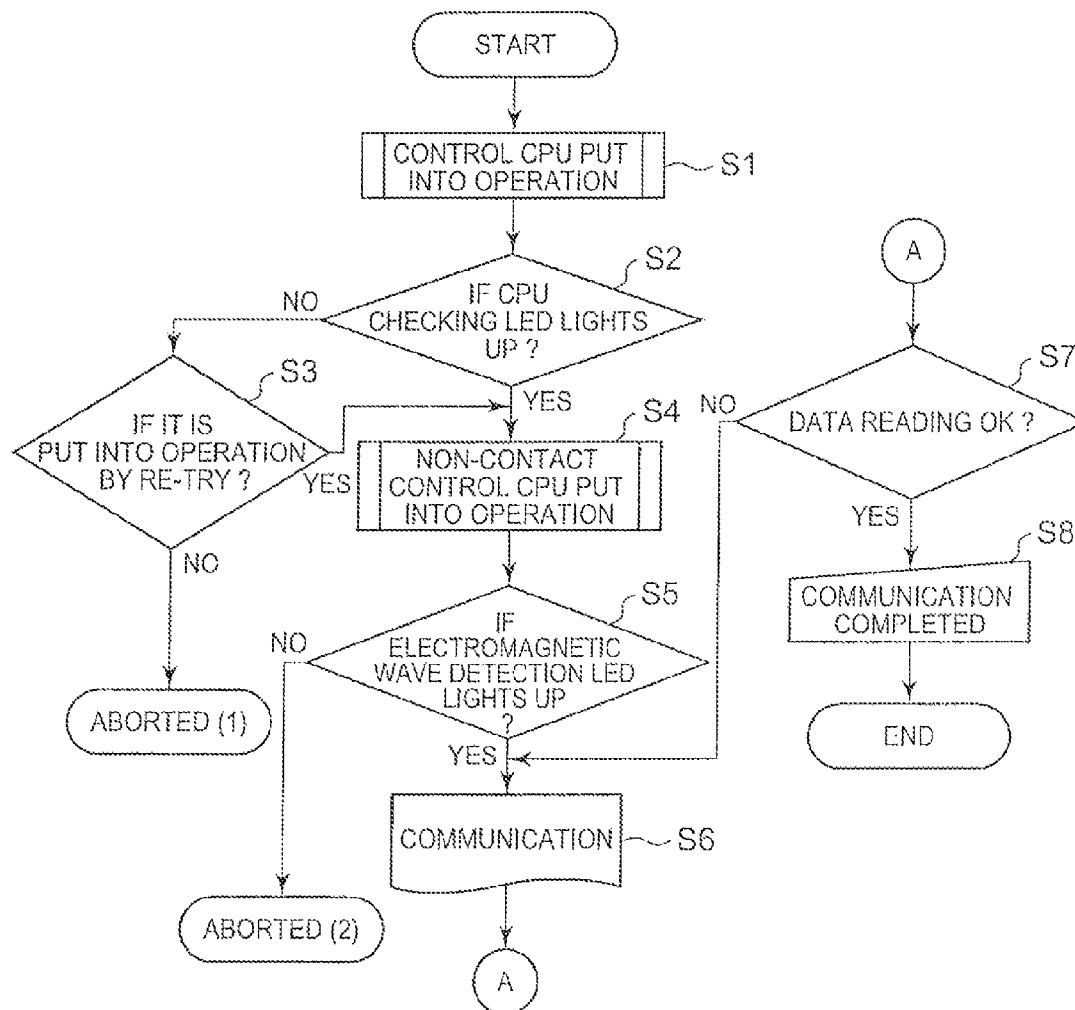 START
CONTROL CPU PUT
INTO OPERATION
S1
S2
IF CPU
CHECKING LED LIGHTS
UP ?
NO
YES
S3
IF IT IS
PUT INTO OPERATION
BY RE-TRY ?
YES
NO
ABORTED (1)
S4
NON-CONTACT
CONTROL CPU PUT
INTO OPERATION
S5
IF
ELECTROMAGNETIC
WAVE DETECTION LED
LIGHTS UP
?
NO
YES
ABORTED (2)
COMMUNICATION
S6
A
A
S7
DATA READING OK ?
NO
YES
S8
COMMUNICATION
COMPLETED
END